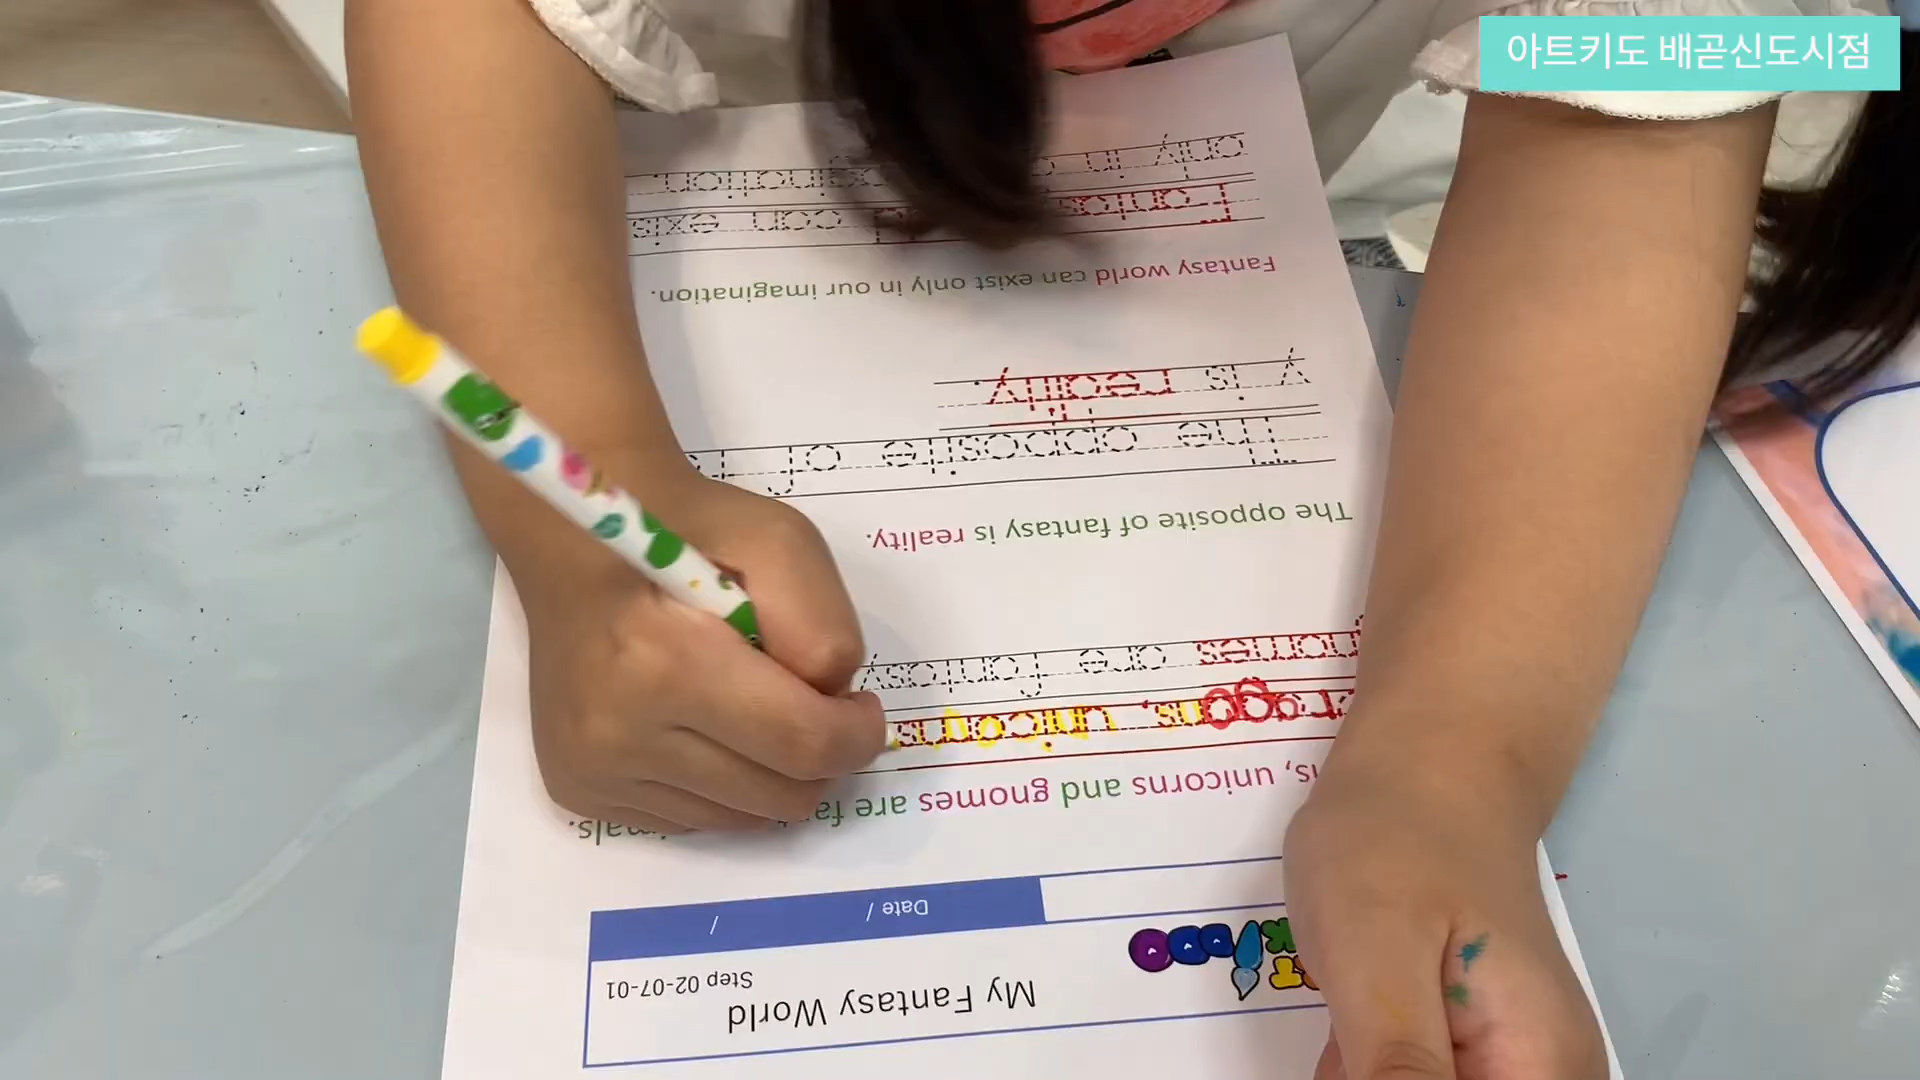 아트키도 배곧신도시점
My Fantasy World
Step 02-07-01
Date / /
unicorns and gnomes are
unicorns
gnomes are fantasy
The opposite of fantasy is reality.
The opposite of
y is reality.
Fantasy world can exist only in our imagination.
can exis
only in